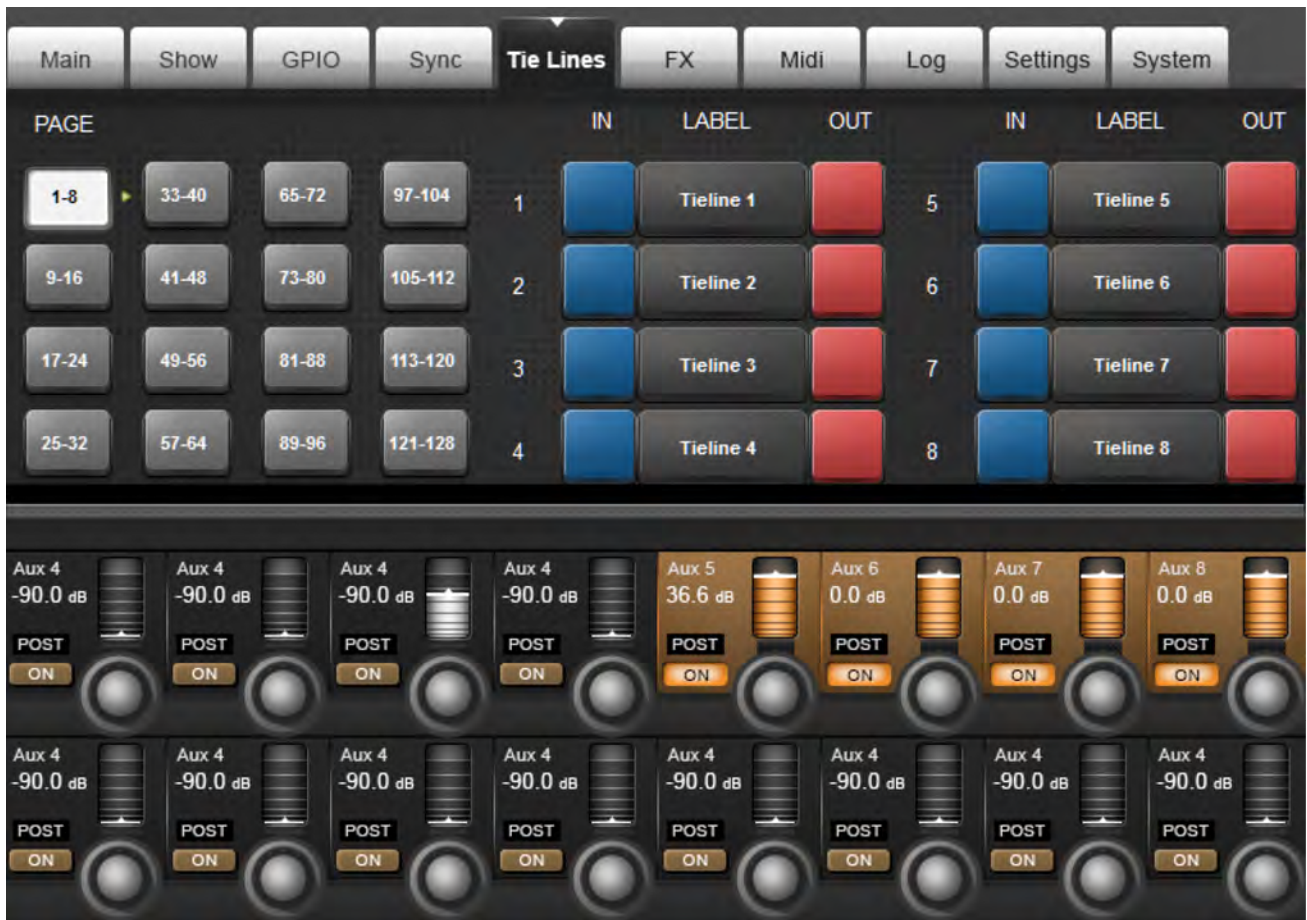 Main Show GPIO Sync Tie Lines FX Midi Log Settings System
PAGE IN LABEL OUT IN LABEL OUT
1-8 33-40 65-72 97-104 1 Tieline 1 5 Tieline 5
9-16 41-48 73-80 105-112 2 Tieline 2 6 Tieline 6
17-24 49-56 81-88 113-120 3 Tieline 3 7 Tieline 7
25-32 57-64 89-96 121-128 4 Tieline 4 8 Tieline 8
Aux 4 Aux 4 Aux 4 Aux 4 Aux 5 Aux 6 Aux 7 Aux 8
-90.0 dB -90.0 dB -90.0 dB -90.0 dB 36.6 dB 0.0 dB 0.0 dB 0.0 dB
POST POST POST POST POST POST POST POST
ON ON ON ON ON ON ON ON
Aux 4 Aux 4 Aux 4 Aux 4 Aux 4 Aux 4 Aux 4 Aux 4
-90.0 dB -90.0 dB -90.0 dB -90.0 dB -90.0 dB -90.0 dB -90.0 dB -90.0 dB
POST POST POST POST POST POST POST POST
ON ON ON ON ON ON ON ON